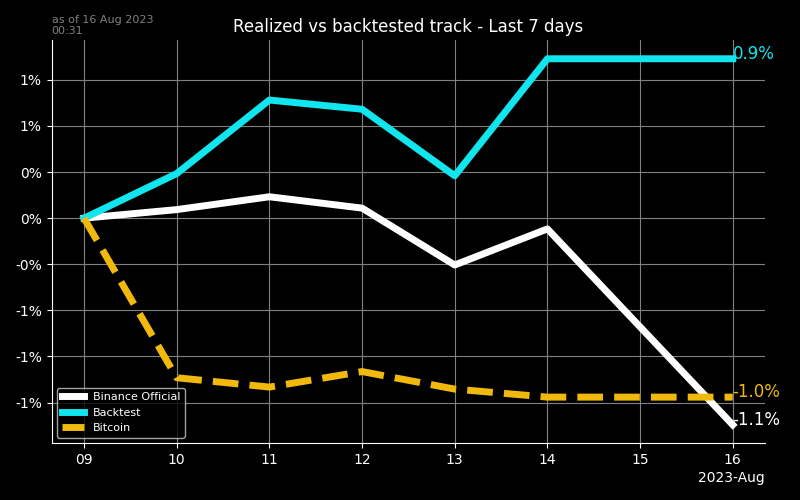 as of 16 Aug 2023
00:31
Realized vs backtested track - Last 7 days
1%
1%
0%
0%
-0%
-1%
-1%
-1%
0.9%
-1.0%
-1.1%
Binance Official
Backtest
Bitcoin
09 10 11 12 13 14 15 16
2023-Aug